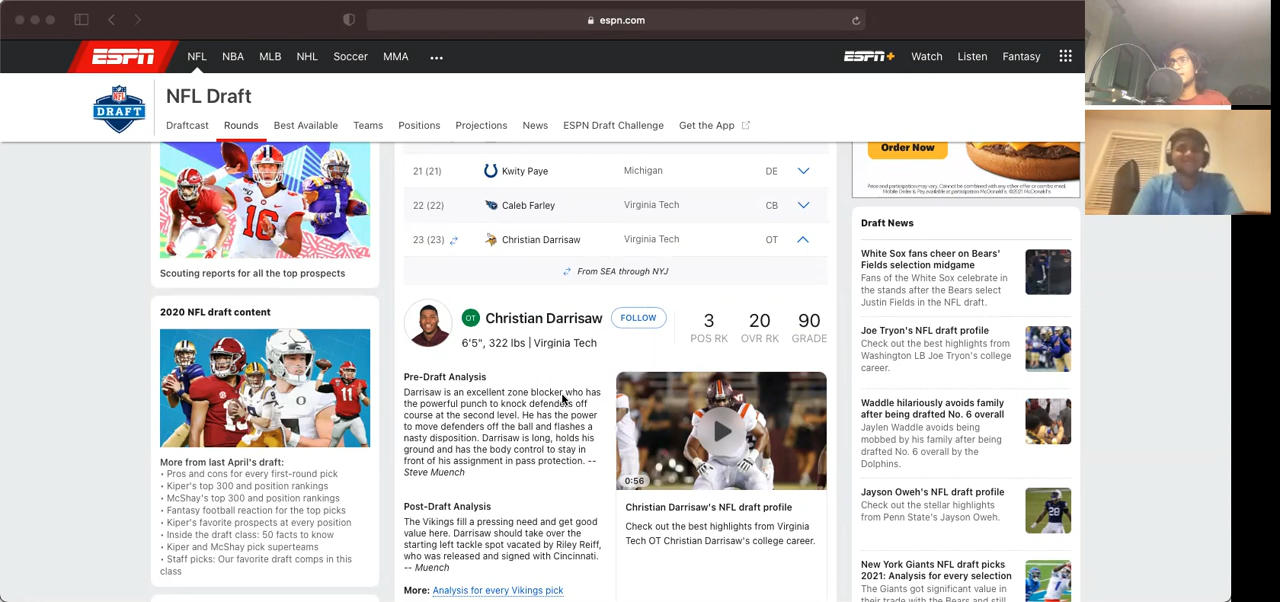 espn.com
ESPN
NFL NBA MLB NHL Soccer MMA ...
ESPN+ Watch Listen Fantasy
NFL
DRAFT
NFL Draft
Draftcast Rounds Best Available Teams Positions Projections News ESPN Draft Challenge Get the App
Scouting reports for all the top prospects
2020 NFL draft content
More from last April's draft:
• Pros and cons for every first-round pick
• Kiper's top 300 and position rankings
• McShay's top 300 and position rankings
• Fantasy football reaction for the top picks
• Kiper's favorite prospects at every position
• Inside the draft class: 50 facts to know
• Kiper and McShay pick superteams
• Staff picks: Our favorite draft comps in this
class
21 (21) Kwity Paye Michigan DE
22 (22) Caleb Farley Virginia Tech CB
23 (23) Christian Darrisaw Virginia Tech OT
From SEA through NYJ
OT Christian Darrisaw FOLLOW
6'5", 322 lbs | Virginia Tech
3 20 90
POS RK OVR RK GRADE
Pre-Draft Analysis
Darrisaw is an excellent zone blocker who has
the powerful punch to knock defenders off
course at the second level. He has the power
to move defenders off the ball and flashes a
nasty disposition. Darrisaw is long, holds his
ground and has the body control to stay in
front of his assignment in pass protection. --
Steve Muench
Post-Draft Analysis
The Vikings fill a pressing need and get good
value here. Darrisaw should take over the
starting left tackle spot vacated by Riley Reiff,
who was released and signed with Cincinnati.
-- Muench
More: Analysis for every Vikings pick
0:56
Christian Darrisaw's NFL draft profile
Check out the best highlights from Virginia
Tech OT Christian Darrisaw's college career.
Order Now
Draft News
White Sox fans cheer on Bears'
Fields selection midgame
Fans of the White Sox celebrate in
the stands after the Bears select
Justin Fields in the NFL draft.
Joe Tryon's NFL draft profile
Check out the best highlights from
Washington LB Joe Tryon's college
career.
Waddle hilariously avoids family
after being drafted No. 6 overall
Jaylen Waddle avoids being
mobbed by his family after being
drafted No. 6 overall by the
Dolphins.
Jayson Oweh's NFL draft profile
Check out the stellar highlights
from Penn State's Jayson Oweh.
New York Giants NFL draft picks
2021: Analysis for every selection
The Giants got significant value in
their trade with the Bears and still